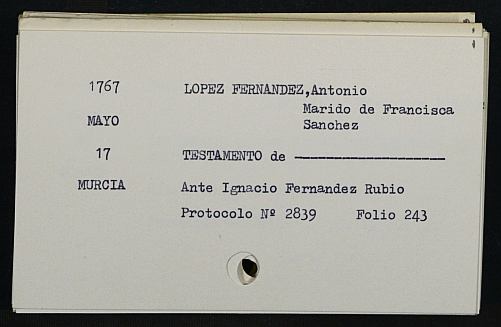 1767 LOPEZ FERNANDEZ,Antonio
Marido de Francisca
MAYO Sanchez
17 TESTAMENTO de ----------------------
MURCIA Ante Ignacio Fernandez Rubio
Protocolo Nº 2839 Folio 243